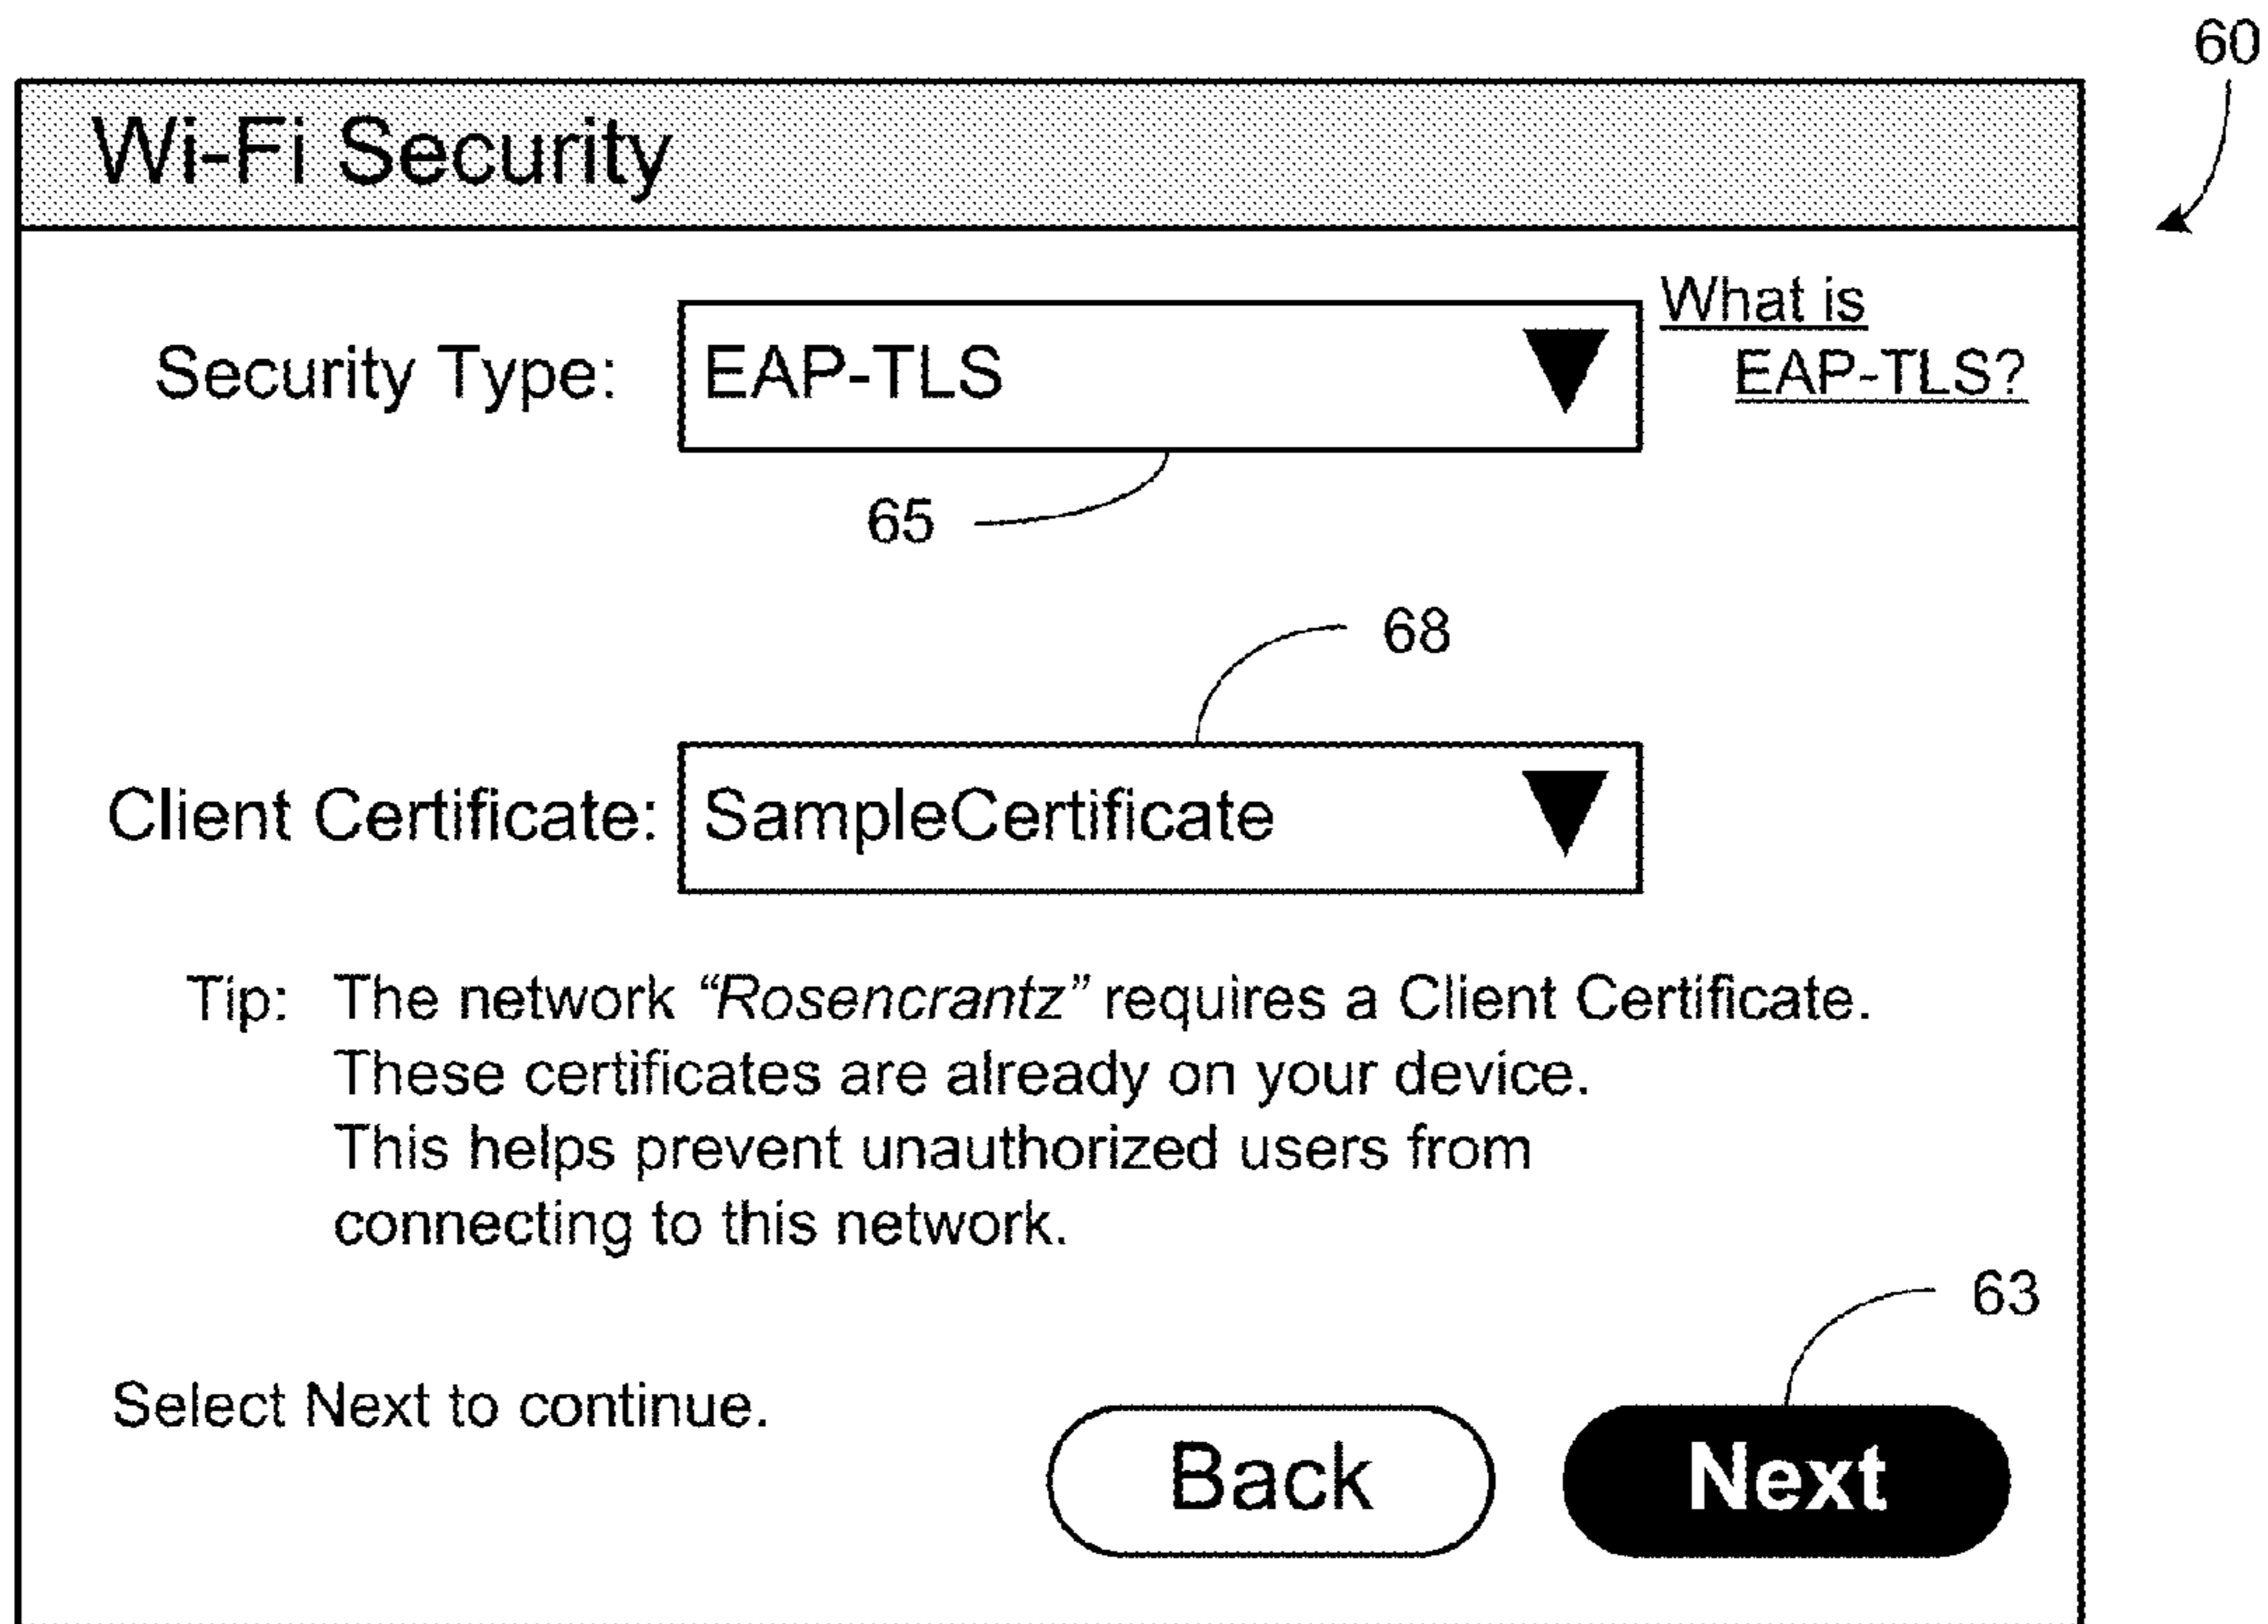 60
Wi-Fi Security
Security Type: EAP-TLS What is
EAP-TLS?
65
68
Client Certificate: SampleCertificate
Tip: The network “Rosencrantz” requires a Client Certificate.
These certificates are already on your device.
This helps prevent unauthorized users from
connecting to this network.
63
Select Next to continue.
Back Next